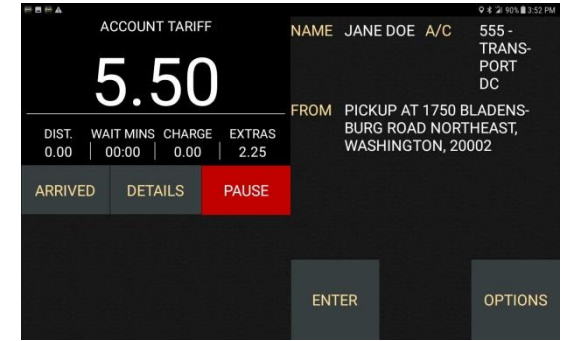 90% 3:52 PM
ACCOUNT TARIFF
5.50
DIST. WAIT MINS CHARGE EXTRAS
0.00 00:00 0.00 2.25
ARRIVED DETAILS PAUSE
NAME JANE DOE A/C 555 -
TRANS-
PORT
DC
FROM PICKUP AT 1750 BLADENS-
BURG ROAD NORTHEAST,
WASHINGTON, 20002
ENTER OPTIONS